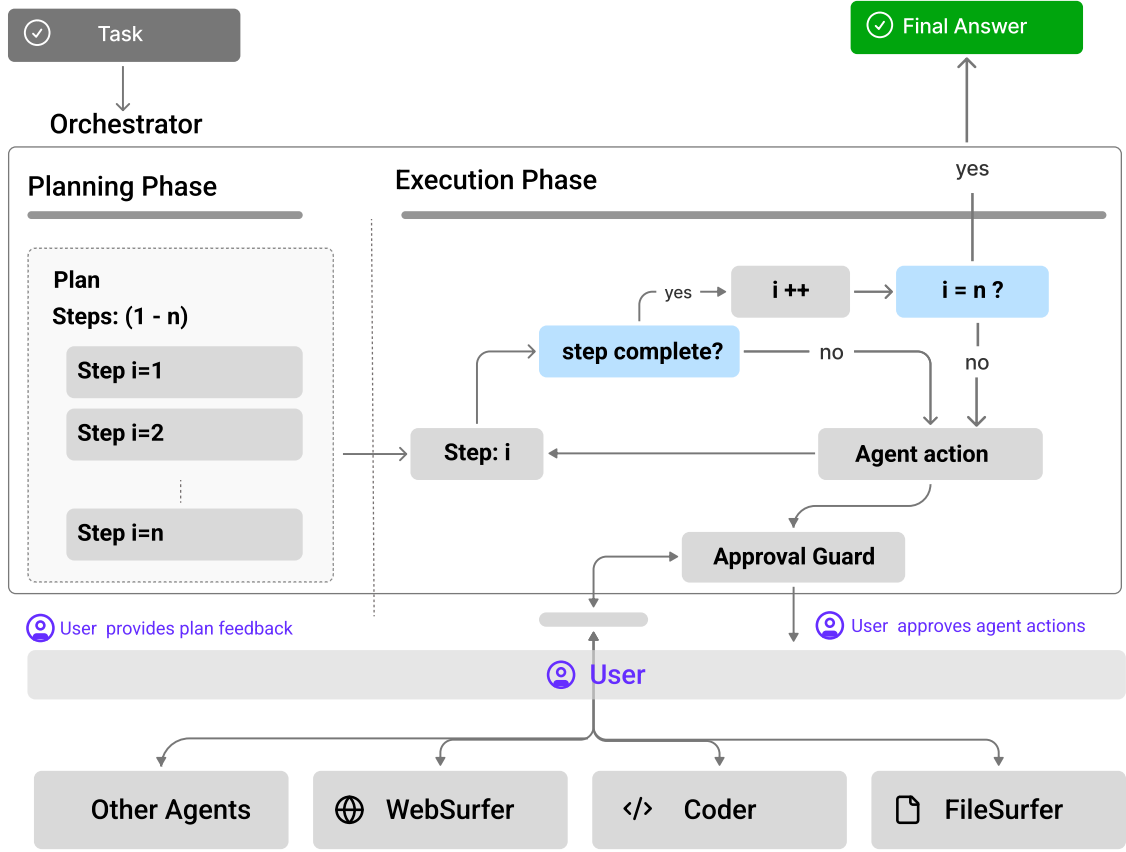 Task
Final Answer
Orchestrator
yes
Planning Phase
Execution Phase
Plan
Steps: (1 - n)
Step i=1
Step i=2
Step i=n
yes
i ++
i = n ?
step complete?
no
no
Step: i
Agent action
Approval Guard
User provides plan feedback
User approves agent actions
User
Other Agents
WebSurfer
</> Coder
FileSurfer